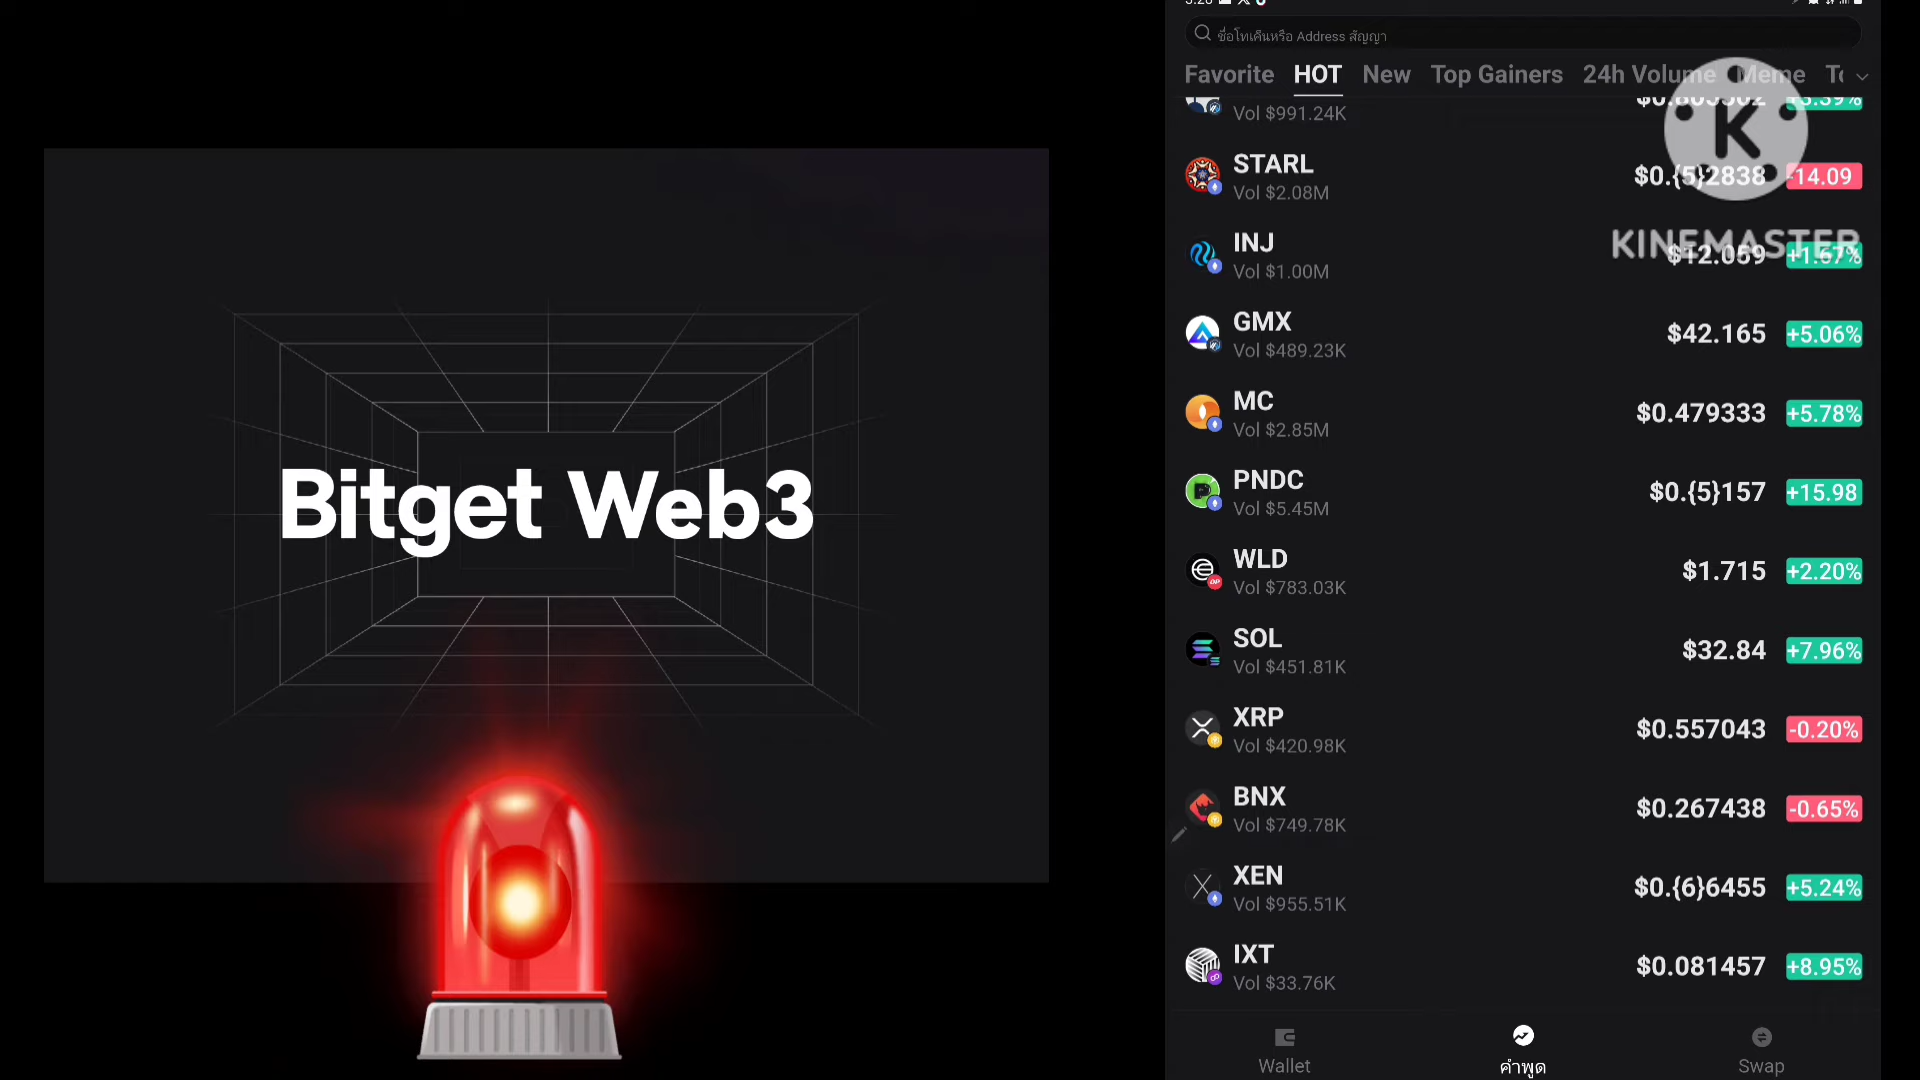 Bitget Web3
ชื่อโทเค็นหรือ Address สัญญา
Favorite HOT New Top Gainers 24h Volume Meme
Vol $991.24K
STARL
Vol $2.08M
$0.{5}2838 -14.09
KINEMASTER
INJ
Vol $1.00M
$12.059 +1.57%
GMX
Vol $489.23K
$42.165 +5.06%
MC
Vol $2.85M
$0.479333 +5.78%
PNDC
Vol $5.45M
$0.{5}157 +15.98
WLD
Vol $783.03K
$1.715 +2.20%
SOL
Vol $451.81K
$32.84 +7.96%
XRP
Vol $420.98K
$0.557043 -0.20%
BNX
Vol $749.78K
$0.267438 -0.65%
XEN
Vol $955.51K
$0.{6}6455 +5.24%
IXT
Vol $33.76K
$0.081457 +8.95%
Wallet คำพูด Swap